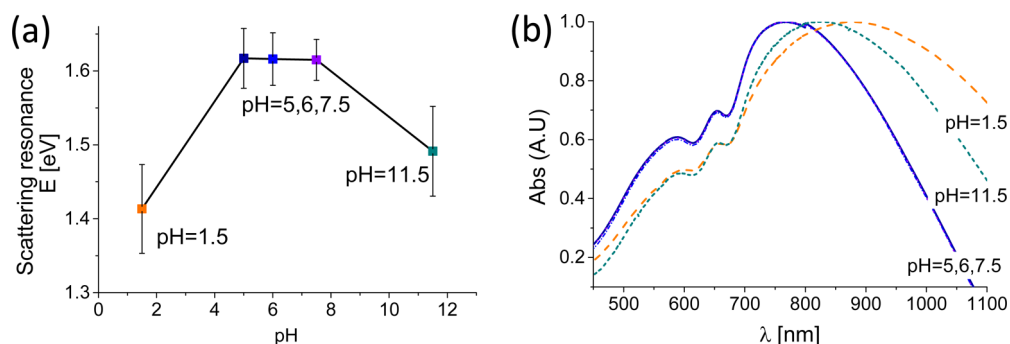 (a)
Scattering resonance
E̅ [eV]
1.6
1.5
1.4
1.3
pH=5,6,7.5
pH=11.5
pH=1.5
0 2 4 6 8 10 12
pH
(b)
Abs (A.U)
1.0
0.8
0.6
0.4
0.2
pH=1.5
pH=11.5
pH=5,6,7.5
500 600 700 800 900 1000 1100
λ [nm]